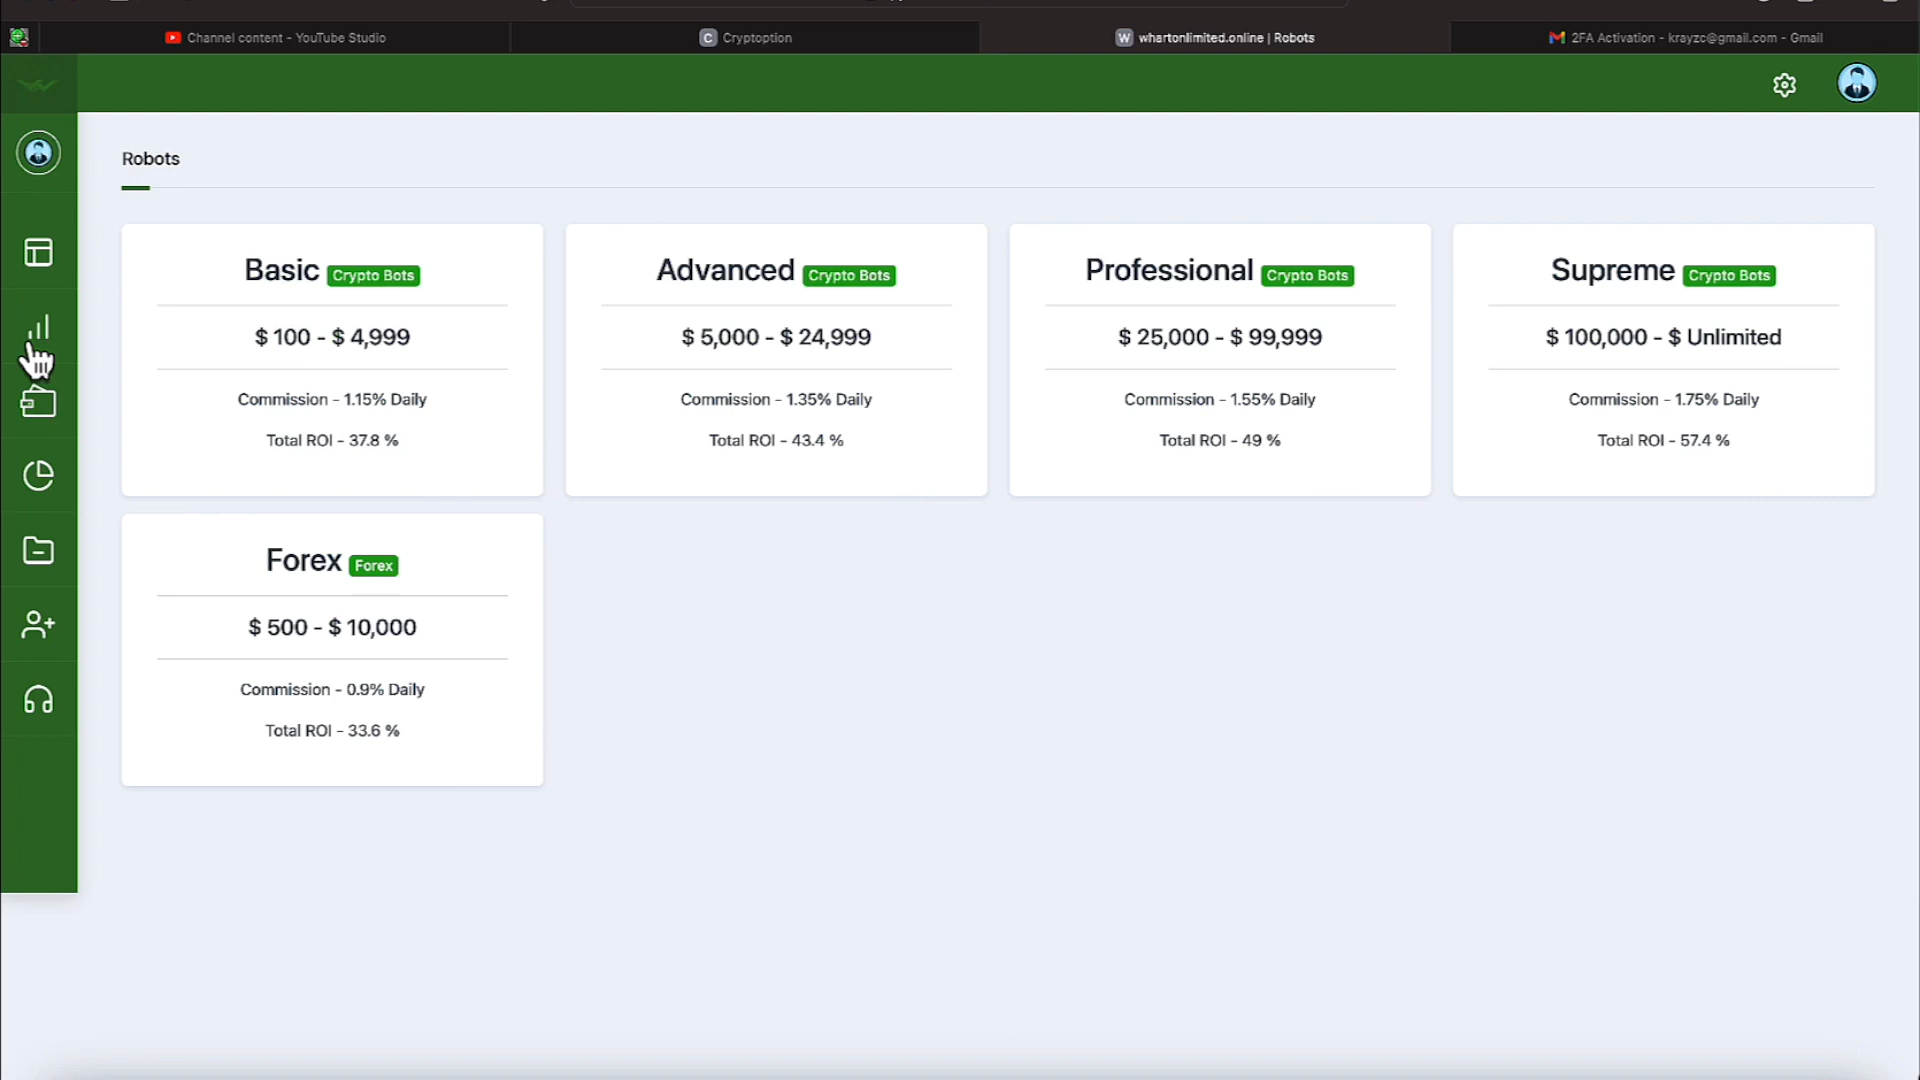 Channel content - YouTube Studio
C Cryptoption
W whartonlimited.online | Robots
2FA Activation - krayzc@gmail.com - Gmail
Robots
Basic Crypto Bots
$ 100 - $ 4,999
Commission - 1.15% Daily
Total ROI - 37.8 %
Advanced Crypto Bots
$ 5,000 - $ 24,999
Commission - 1.35% Daily
Total ROI - 43.4 %
Professional Crypto Bots
$ 25,000 - $ 99,999
Commission - 1.55% Daily
Total ROI - 49 %
Supreme Crypto Bots
$ 100,000 - $ Unlimited
Commission - 1.75% Daily
Total ROI - 57.4 %
Forex Forex
$ 500 - $ 10,000
Commission - 0.9% Daily
Total ROI - 33.6 %